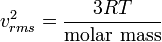 v²ᵣₘₛ = 3RT / molar mass